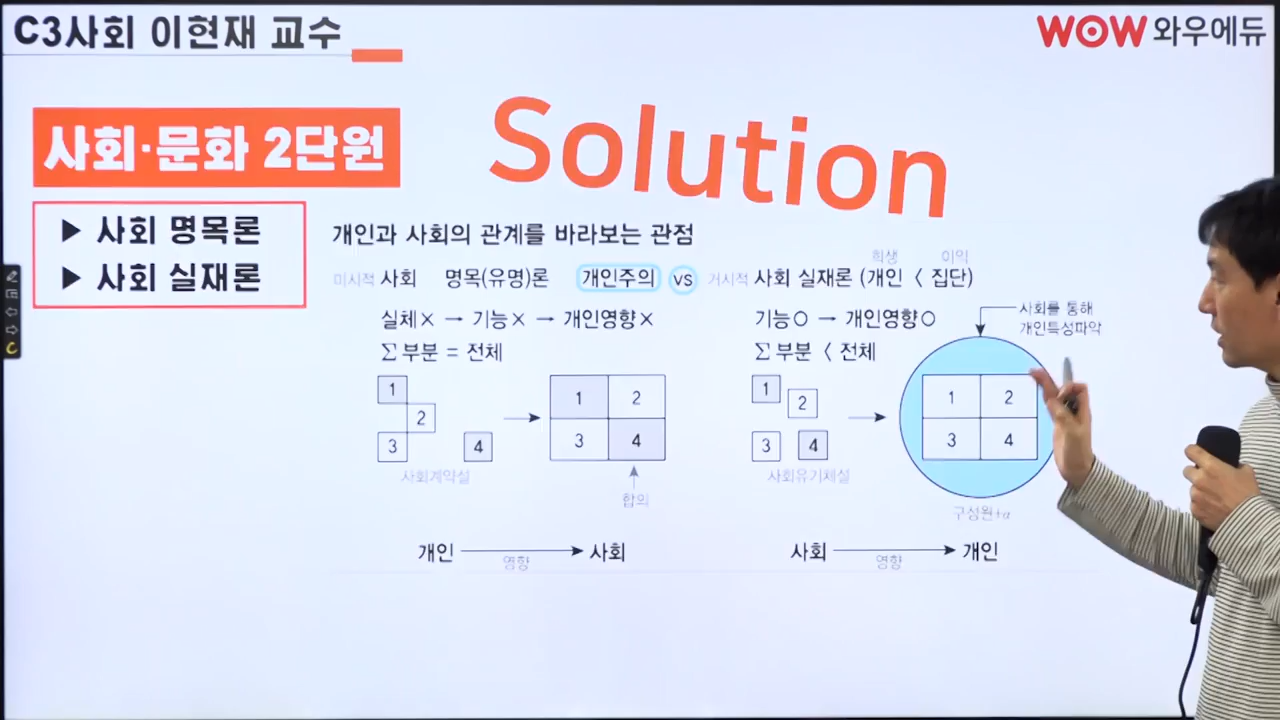 C3사회 이현재 교수
WOW 와우에듀
사회·문화 2단원
Solution
▶ 사회 명목론
▶ 사회 실재론
개인과 사회의 관계를 바라보는 관점
미시적 사회 명목(유명)론 개인주의 VS 거시적 사회 실재론 (개인 < 집단)
희생 이익
실체× → 기능× → 개인영향×
Σ부분 = 전체
1
2
3
4
사회계약설
1 2
3 4
합의
개인 → 사회
영향
기능○ → 개인영향○
Σ부분 < 전체
1
2
3
4
사회유기체설
사회를 통해
개인특성파악
1 2
3 4
구성원+α
사회 → 개인
영향